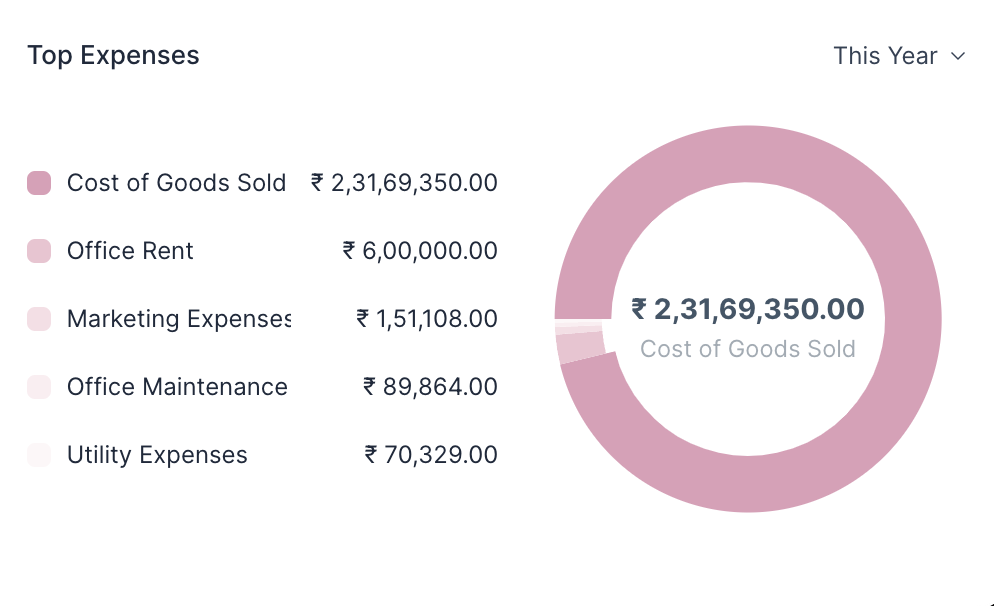 Top Expenses
This Year
Cost of Goods Sold ₹ 2,31,69,350.00
Office Rent ₹ 6,00,000.00
Marketing Expenses ₹ 1,51,108.00
Office Maintenance ₹ 89,864.00
Utility Expenses ₹ 70,329.00
₹ 2,31,69,350.00
Cost of Goods Sold